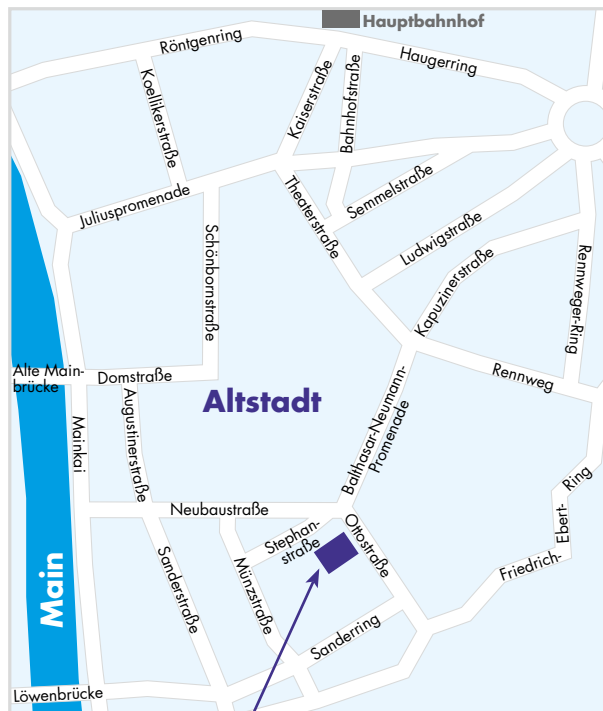 Hauptbahnhof
Röntgenring
Haugerring
Koellikerstraße
Kaiserstraße
Bahnhofstraße
Juliuspromenade
Theaterstraße
Semmelstraße
Schönbornstraße
Ludwigstraße
Kapuzinerstraße
Rennweger-Ring
Alte Main-
brücke
Domstraße
Rennweg
Altstadt
Augustinerstraße
Mainkai
Balthasar-Neumann-
Promenade
Neubaustraße
Stephan-
straße
Ottostraße
Friedrich-
Ebert-
Ring
Main
Sanderstraße
Münzstraße
Sanderring
Löwenbrücke